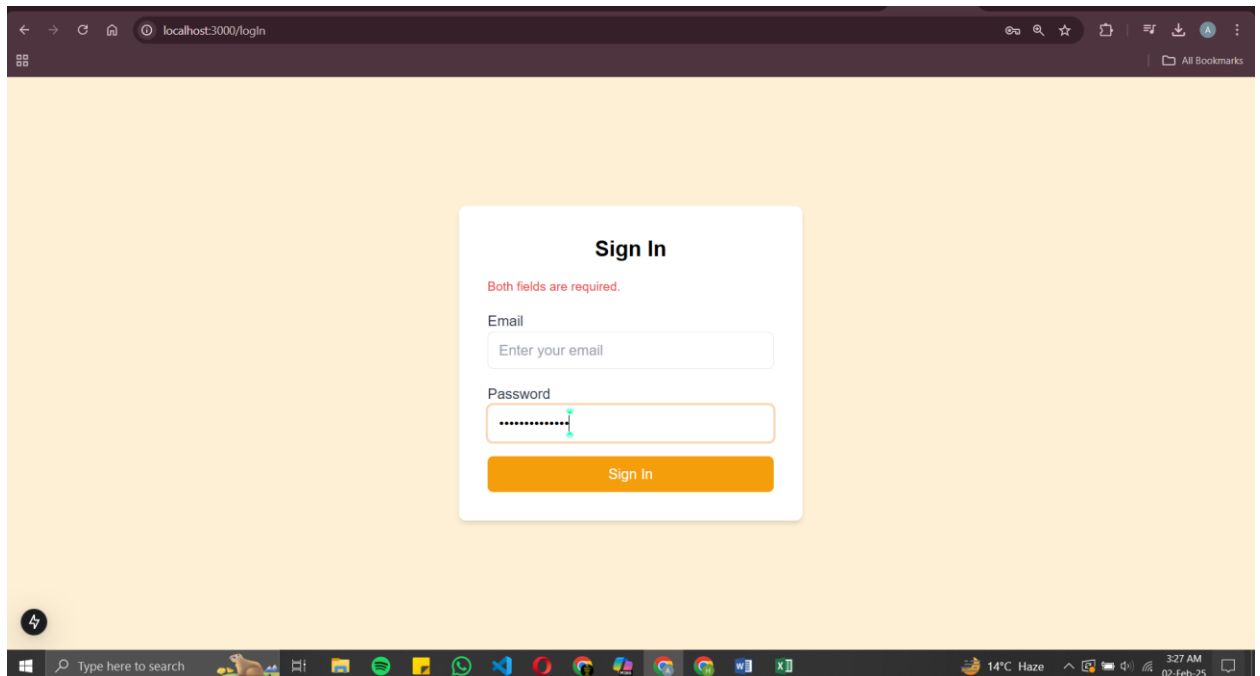 localhost:3000/logIn
A
All Bookmarks
Sign In
Both fields are required.
Email
Enter your email
Password
••••••••••••••
Sign In
Type here to search
14°C Haze
3:27 AM
02-Feb-25